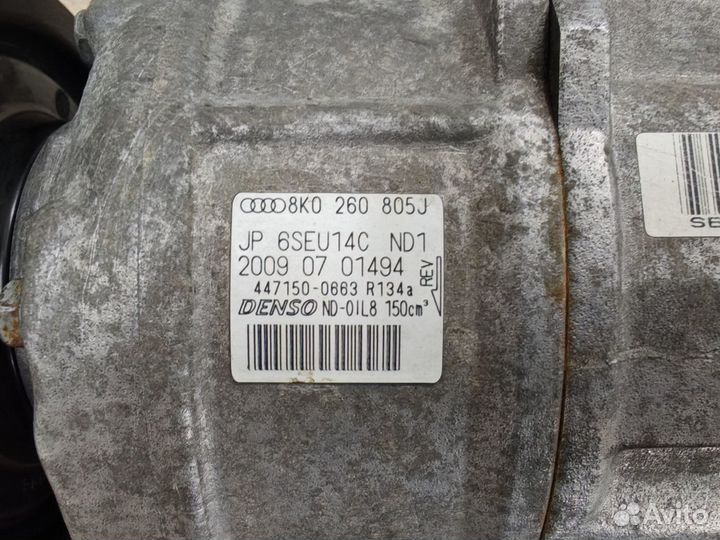 8K0 260 805J
JP 6SEU14C ND1
2009 07 01494
REV
447150-0663 R134a
DENSO ND-OIL8 150cm³
SE
Avito